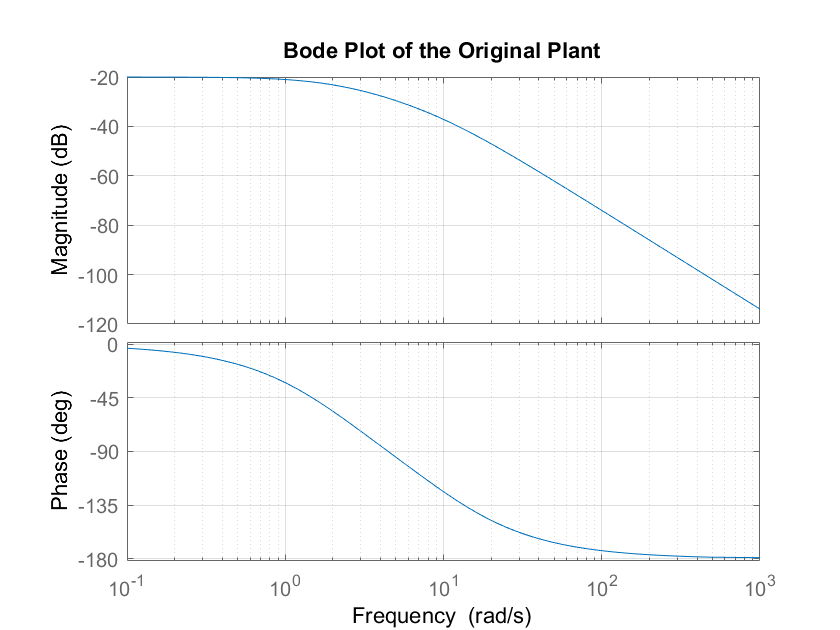 Bode Plot of the Original Plant
Magnitude (dB)
-20
-40
-60
-80
-100
-120
Phase (deg)
0
-45
-90
-135
-180
10^-1 10^0 10^1 10^2 10^3
Frequency (rad/s)